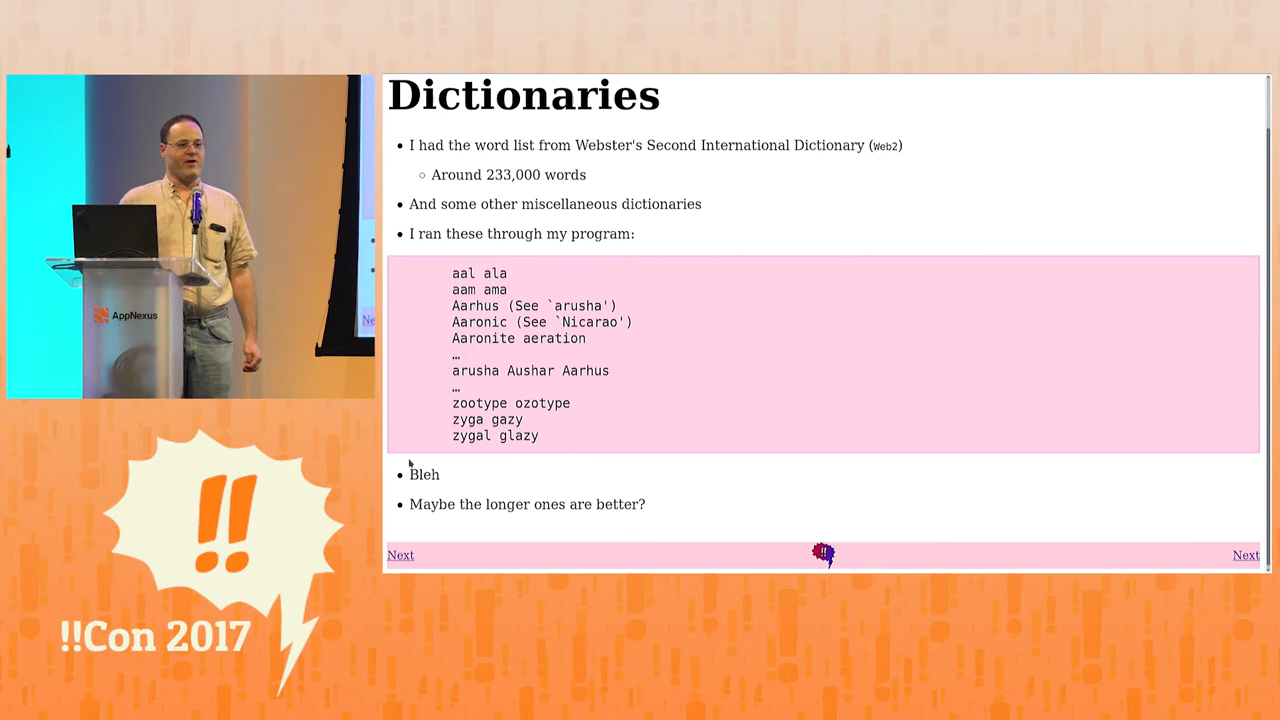 Dictionaries
• I had the word list from Webster's Second International Dictionary (Web2)
◦ Around 233,000 words
• And some other miscellaneous dictionaries
• I ran these through my program:
aal ala
aam ama
Aarhus (See `arusha')
Aaronic (See `Nicarao')
Aaronite aeration
…
arusha Aushar Aarhus
…
zootype ozotype
zyga gazy
zygal glazy
• Bleh
• Maybe the longer ones are better?
Next
!!
Next
AppNexus
Ne
!!
!!Con 2017